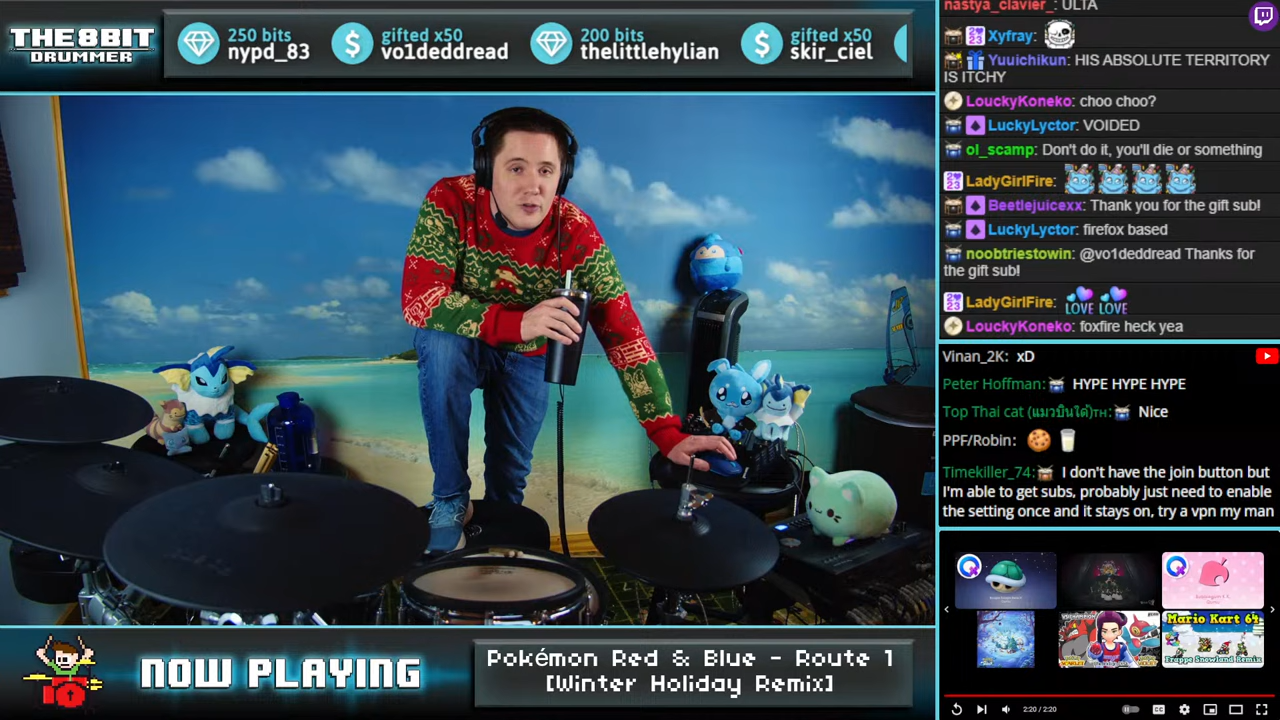 THE8BIT
DRUMMER
250 bits
nypd_83
gifted x50
vo1deddread
200 bits
thelittlehylian
gifted x50
skir_ciel
nastya_clavier_: ULTA
Xyfray:
Yuuichikun: HIS ABSOLUTE TERRITORY
IS ITCHY
LouckyKoneko: choo choo?
LuckyLyctor: VOIDED
ol_scamp: Don't do it, you'll die or something
LadyGirlFire:
Beetlejuicexx: Thank you for the gift sub!
LuckyLyctor: firefox based
noobtriestowin: @vo1deddread Thanks for
the gift sub!
LadyGirlFire: LOVE LOVE
LouckyKoneko: foxfire heck yea
Vinan_2K: xD
Peter Hoffman: HYPE HYPE HYPE
Top Thai cat (แมวบินได้)ᴛʜ: Nice
PPF/Robin:
Timekiller_74: I don't have the join button but
I'm able to get subs, probably just need to enable
the setting once and it stays on, try a vpn my man
Mario Kart 64
Frappe Snowland Remix
2:20 / 2:20
NOW PLAYING
Pokémon Red & Blue - Route 1
[Winter Holiday Remix]